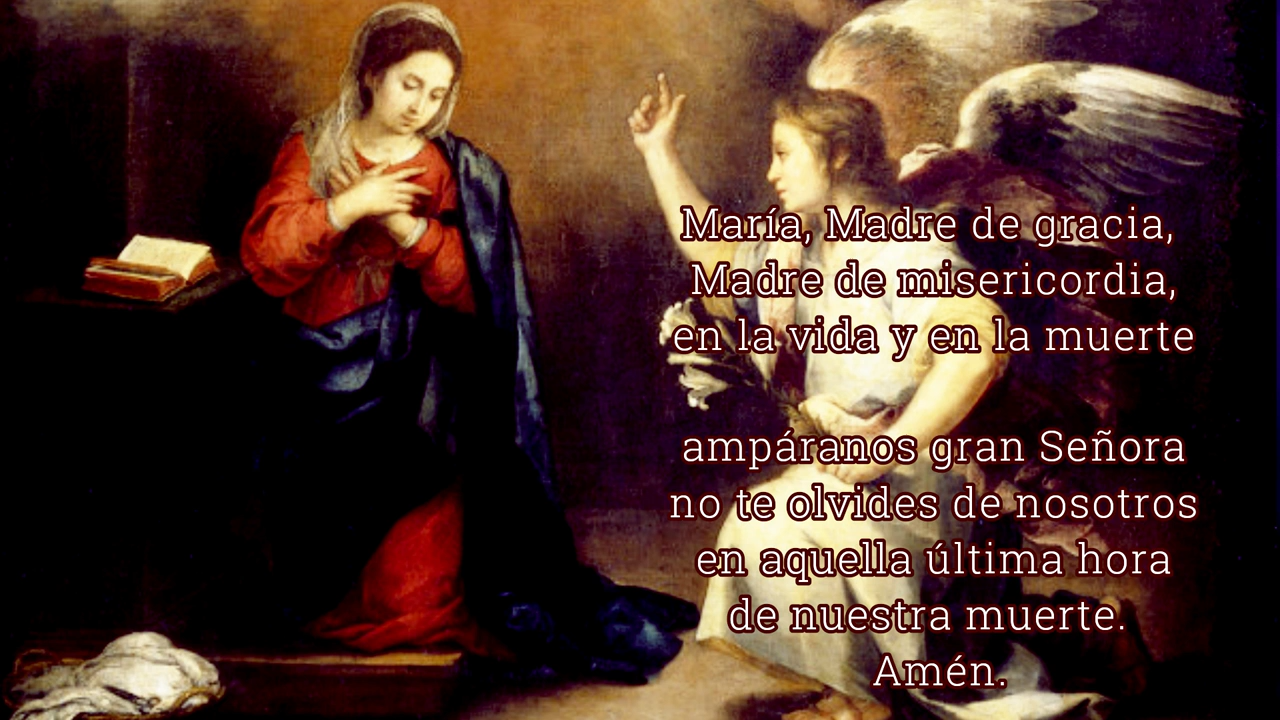 María, Madre de gracia,
Madre de misericordia,
en la vida y en la muerte
ampáranos gran Señora
no te olvides de nosotros
en aquella última hora
de nuestra muerte.
Amén.